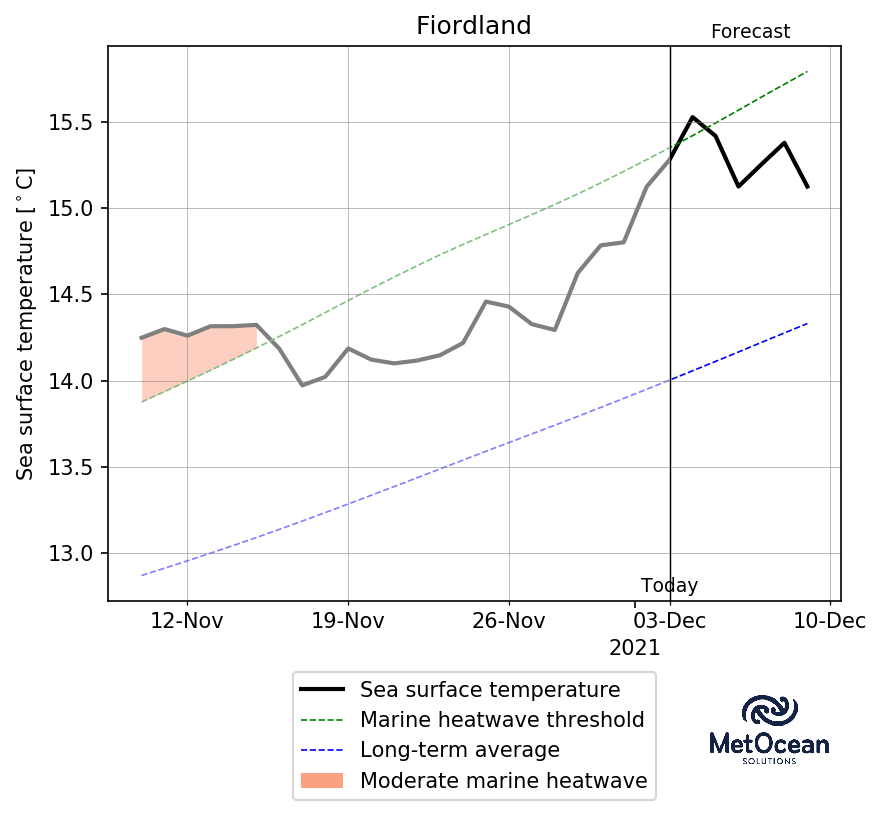 Fiordland
Forecast
Sea surface temperature [°C]
15.5
15.0
14.5
14.0
13.5
13.0
Today
12-Nov 19-Nov 26-Nov 03-Dec 10-Dec
2021
Sea surface temperature
Marine heatwave threshold
Long-term average
Moderate marine heatwave
MetOcean
SOLUTIONS